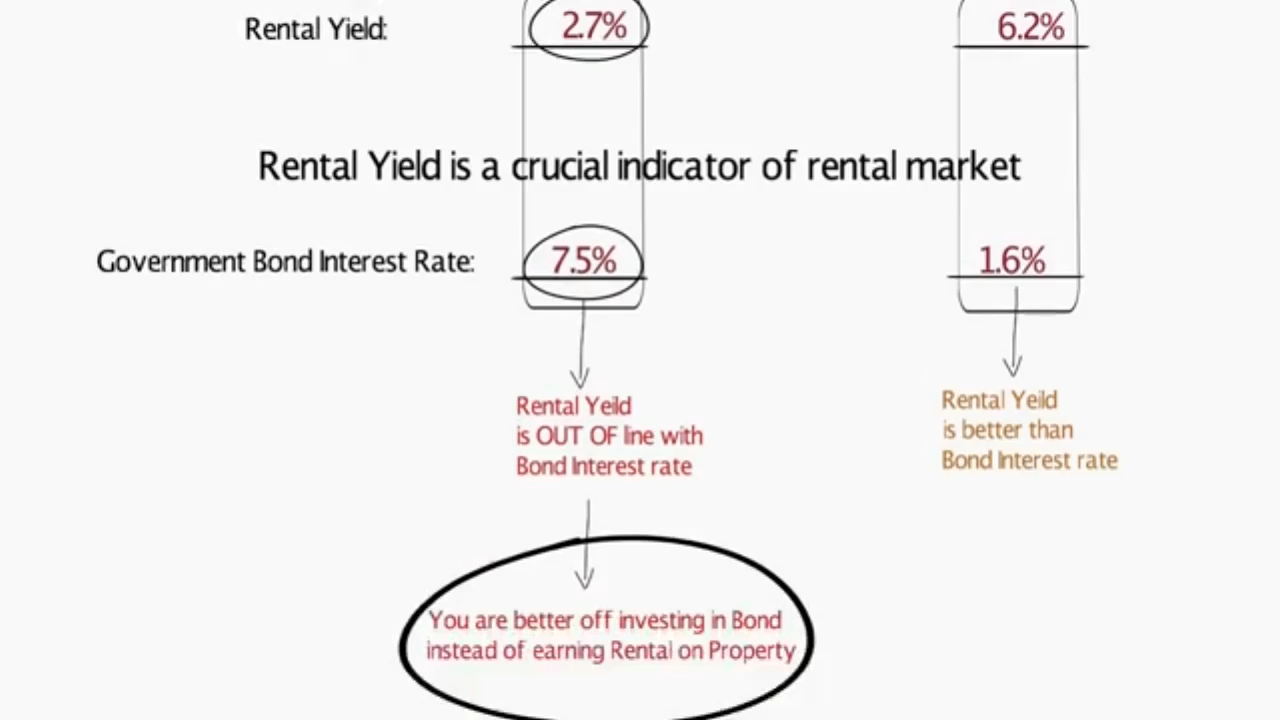 Rental Yield: 2.7% 6.2%
Rental Yield is a crucial indicator of rental market
Government Bond Interest Rate: 7.5% 1.6%
Rental Yeild
is OUT OF line with
Bond Interest rate
Rental Yeild
is better than
Bond Interest rate
You are better off investing in Bond
instead of earning Rental on Property